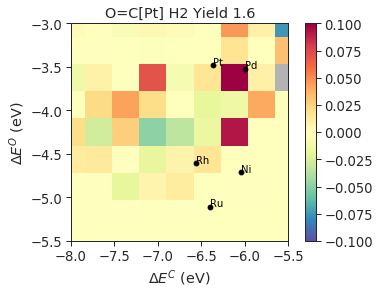 O=C[Pt] H2 Yield 1.6
ΔE^O (eV)
−3.0
−3.5
−4.0
−4.5
−5.0
−5.5
−8.0 −7.5 −7.0 −6.5 −6.0 −5.5
ΔE^C (eV)
Pt
Pd
Rh
Ni
Ru
0.100
0.075
0.050
0.025
0.000
−0.025
−0.050
−0.075
−0.100